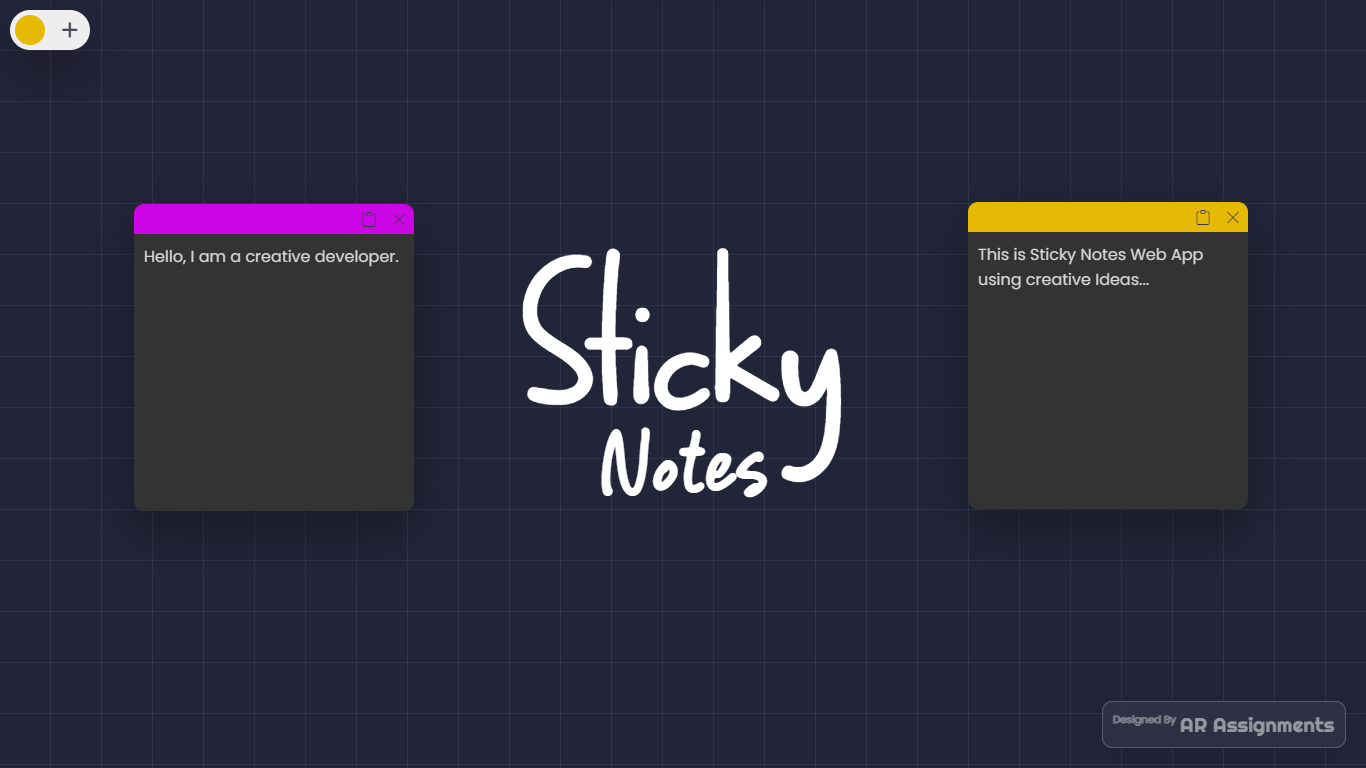 Hello, I am a creative developer.
Sticky
Notes
This is Sticky Notes Web App
using creative Ideas...
Designed By AR Assignments